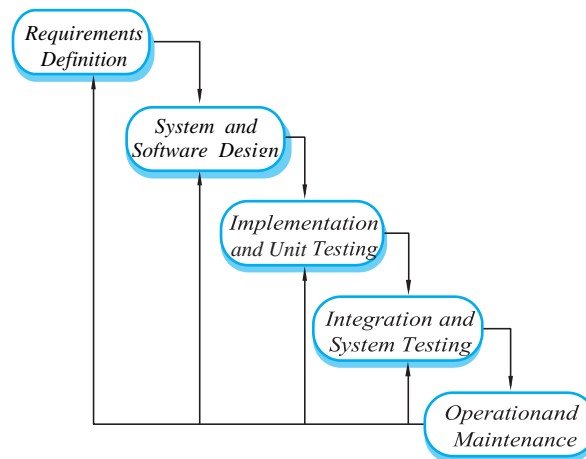 Requirements
Definition
System and
Software Design
Implementation
and Unit Testing
Integration and
System Testing
Operationand
Maintenance